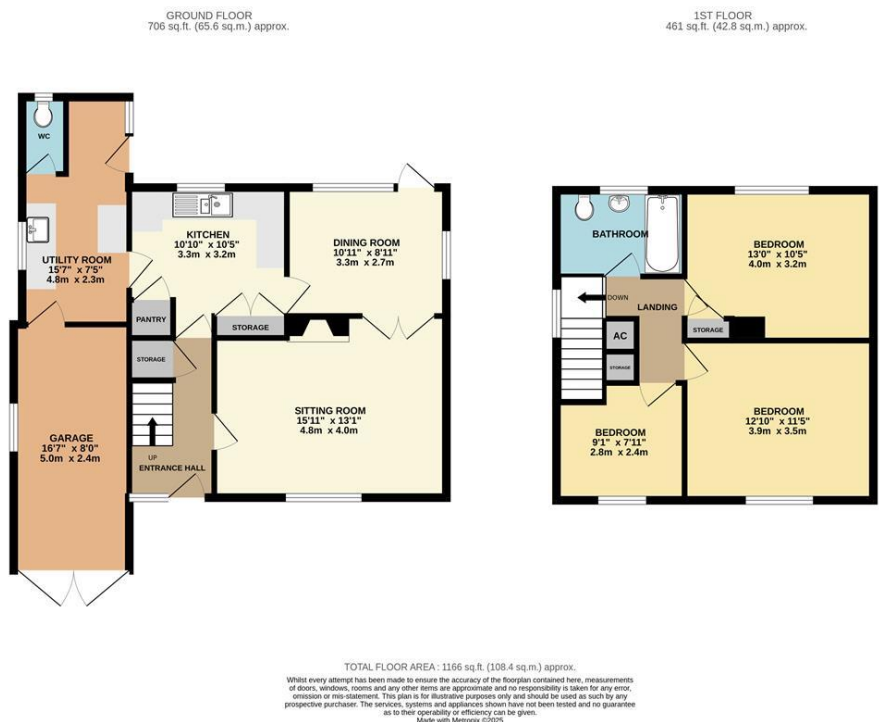 GROUND FLOOR
706 sq.ft. (65.6 sq.m.) approx.
1ST FLOOR
461 sq.ft. (42.8 sq.m.) approx.
WC
KITCHEN
10'10" x 10'5"
3.3m x 3.2m
DINING ROOM
10'11" x 8'11"
3.3m x 2.7m
UTILITY ROOM
15'7" x 7'5"
4.8m x 2.3m
PANTRY
STORAGE
STORAGE
SITTING ROOM
15'11" x 13'1"
4.8m x 4.0m
GARAGE
16'7" x 8'0"
5.0m x 2.4m
UP
ENTRANCE HALL
BATHROOM
BEDROOM
13'0" x 10'5"
4.0m x 3.2m
DOWN
LANDING
STORAGE
AC
STORAGE
BEDROOM
12'10" x 11'5"
3.9m x 3.5m
BEDROOM
9'1" x 7'11"
2.8m x 2.4m
TOTAL FLOOR AREA : 1166 sq.ft. (108.4 sq.m.) approx.
Whilst every attempt has been made to ensure the accuracy of the floorplan contained here, measurements
of doors, windows, rooms and any other items are approximate and no responsibility is taken for any error,
omission or mis-statement. This plan is for illustrative purposes only and should be used as such by any
prospective purchaser. The services, systems and appliances shown have not been tested and no guarantee
as to their operability or efficiency can be given.
Made with Metropix ©2025